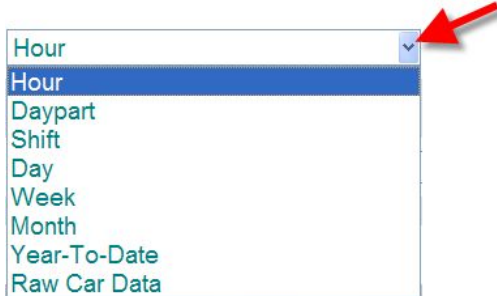 Hour
Hour
Daypart
Shift
Day
Week
Month
Year-To-Date
Raw Car Data